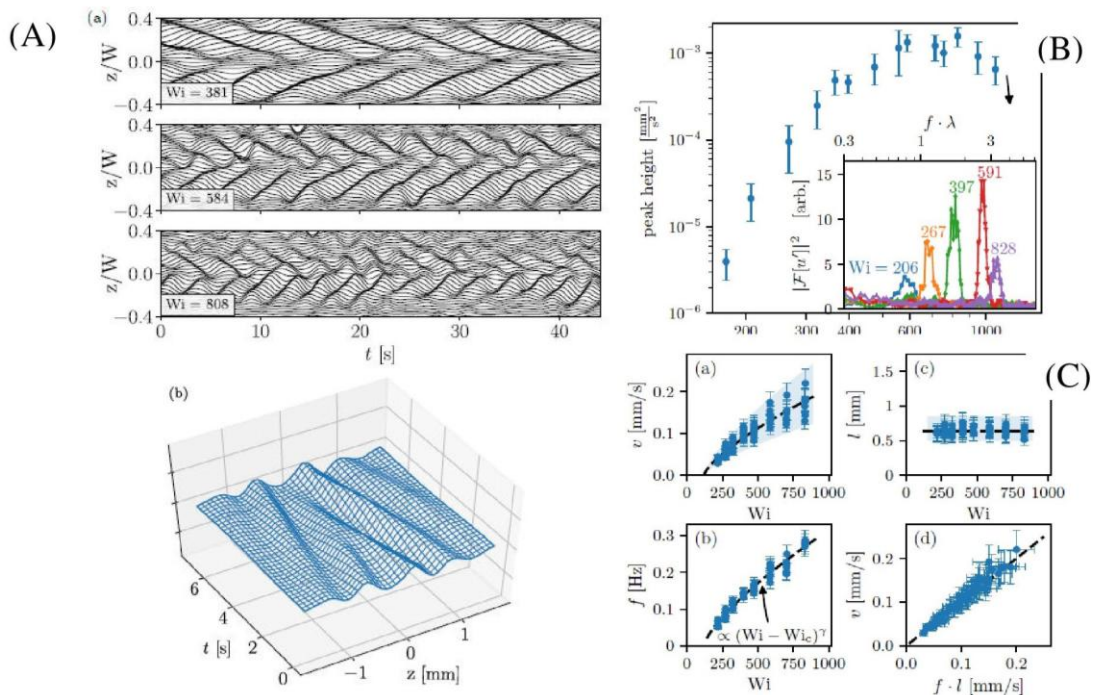 (A)
(a)
z/W
0.4
0.0
−0.4
Wi = 381
z/W
0.4
0.0
−0.4
Wi = 584
z/W
0.4
0.0
−0.4
Wi = 808
0 10 20 30 40
t [s]
(b)
6
4
2
0
t [s]
−1 0 1
z [mm]
(B)
peak height [mm²/s²]
10⁻³
10⁻⁴
10⁻⁵
10⁻⁶
200 300 400 600 1000
f · λ
0.3 1 3
|ℱ[u′]|² [arb.]
15
10
5
0
Wi = 206
267
397
591
828
(C)
(a)
v [mm/s]
0.2
0.1
0.0
0 250 500 750 1000
Wi
(c)
l [mm]
1.5
1
0.5
0
0 250 500 750 1000
Wi
(b)
f [Hz]
0.3
0.2
0.1
0
0 250 500 750 1000
Wi
∝ (Wi − Wi_c)^γ
(d)
v [mm/s]
0.2
0.1
0
0.0 0.1 0.2
f · l [mm/s]